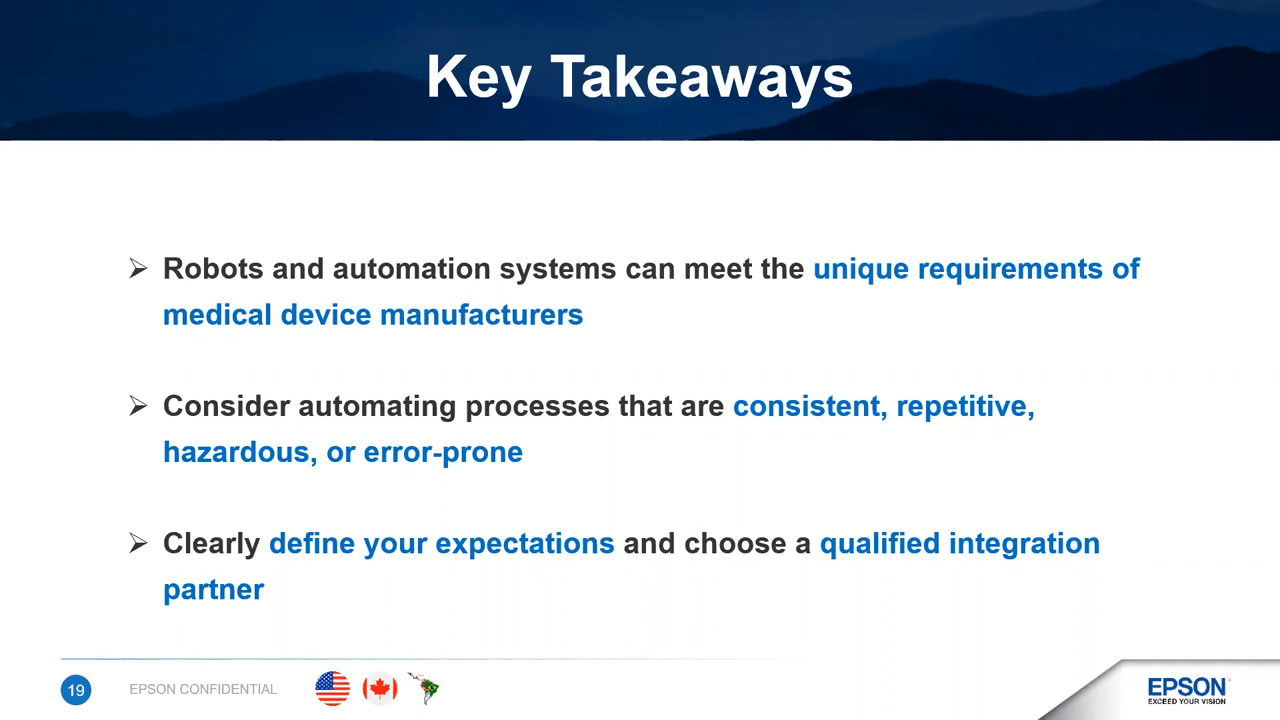 Key Takeaways
➢ Robots and automation systems can meet the unique requirements of
medical device manufacturers
➢ Consider automating processes that are consistent, repetitive,
hazardous, or error-prone
➢ Clearly define your expectations and choose a qualified integration
partner
19
EPSON CONFIDENTIAL
EPSON
EXCEED YOUR VISION